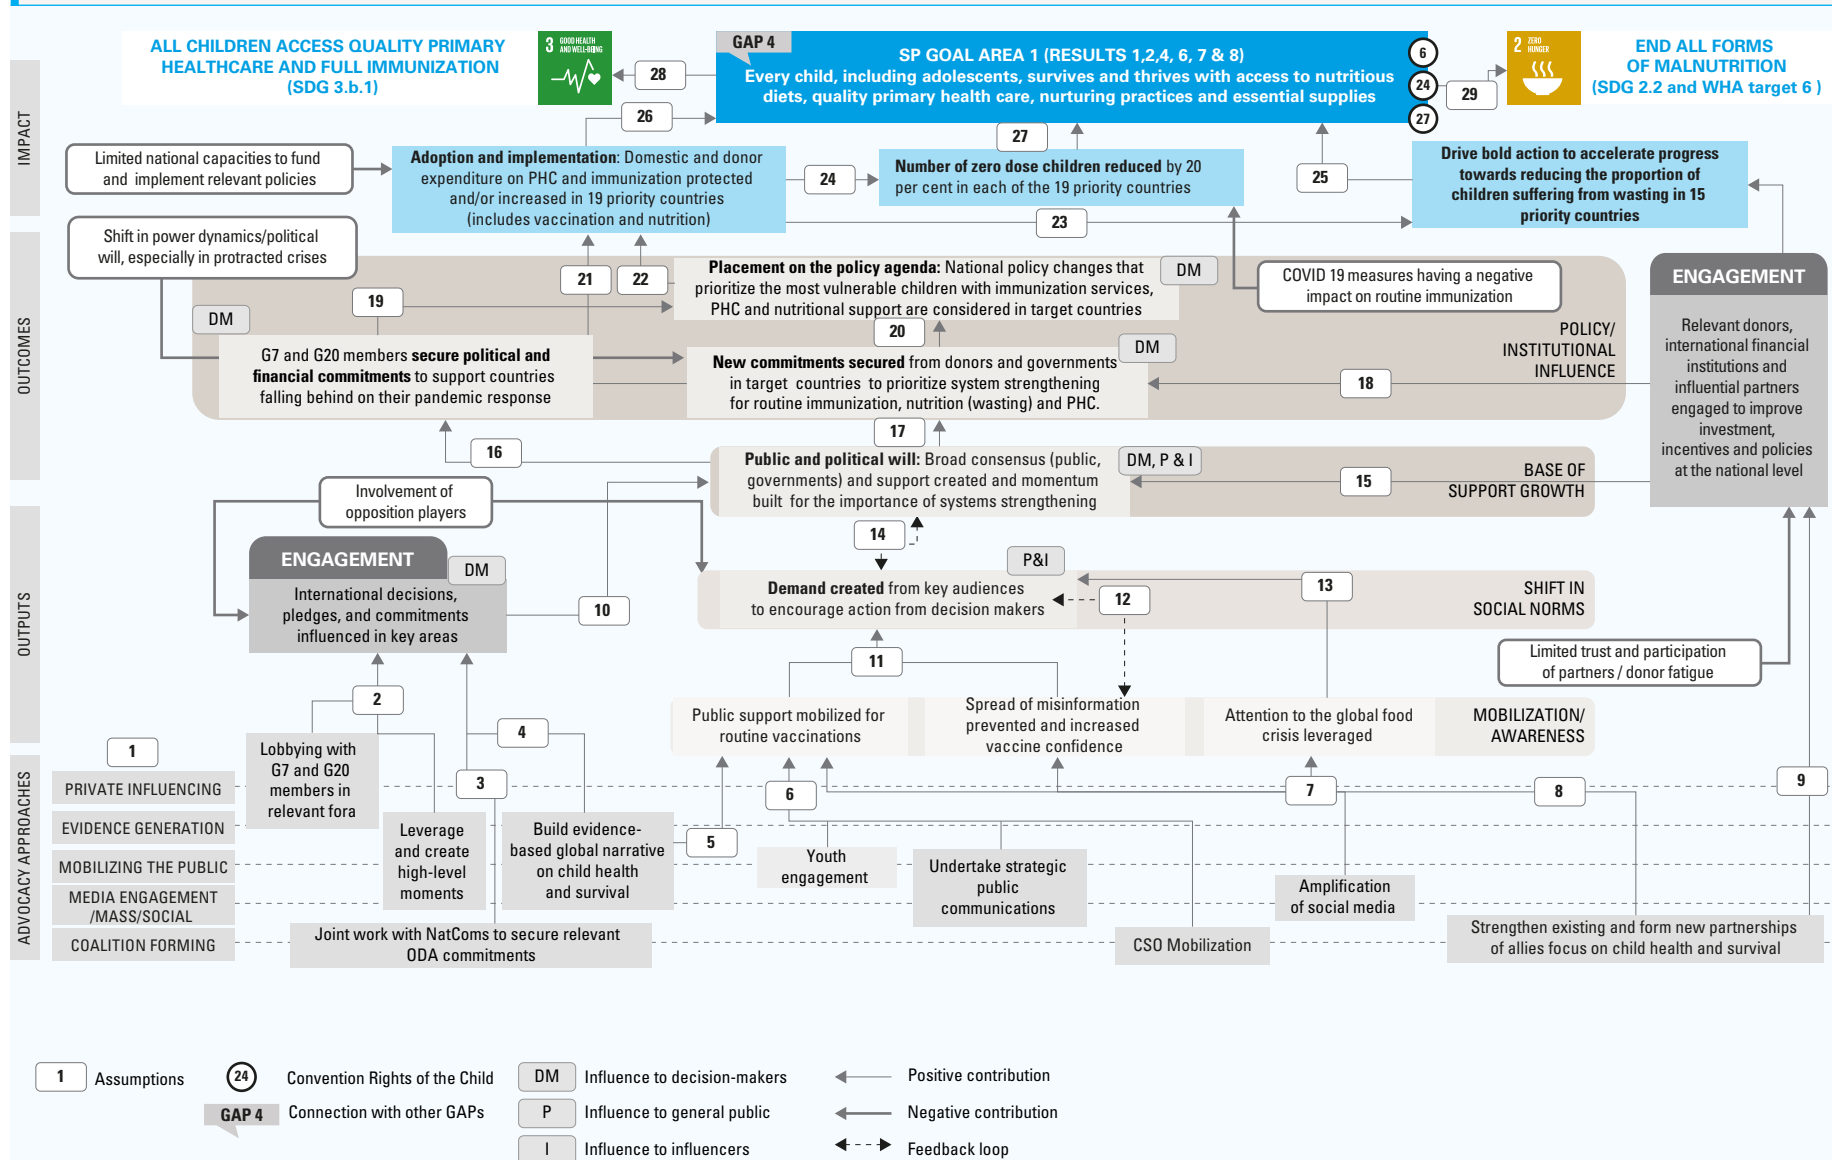 ALL CHILDREN ACCESS QUALITY PRIMARY
HEALTHCARE AND FULL IMMUNIZATION
(SDG 3.b.1)
3 GOOD HEALTH
AND WELL-BEING
28
GAP 4
SP GOAL AREA 1 (RESULTS 1,2,4, 6, 7 & 8)
Every child, including adolescents, survives and thrives with access to nutritious
diets, quality primary health care, nurturing practices and essential supplies
6
24
27
29
2 ZERO
HUNGER
END ALL FORMS
OF MALNUTRITION
(SDG 2.2 and WHA target 6 )
IMPACT
26
27
Limited national capacities to fund
and implement relevant policies
Adoption and implementation: Domestic and donor
expenditure on PHC and immunization protected
and/or increased in 19 priority countries
(includes vaccination and nutrition)
24
Number of zero dose children reduced by 20
per cent in each of the 19 priority countries
25
Drive bold action to accelerate progress
towards reducing the proportion of
children suffering from wasting in 15
priority countries
23
OUTCOMES
Shift in power dynamics/political
will, especially in protracted crises
21
22
Placement on the policy agenda: National policy changes that
prioritize the most vulnerable children with immunization services,
PHC and nutritional support are considered in target countries
DM
COVID 19 measures having a negative
impact on routine immunization
ENGAGEMENT
Relevant donors,
international financial
institutions and
influential partners
engaged to improve
investment,
incentives and policies
at the national level
19
DM
20
POLICY/
INSTITUTIONAL
INFLUENCE
G7 and G20 members secure political and
financial commitments to support countries
falling behind on their pandemic response
New commitments secured from donors and governments
in target countries to prioritize system strengthening
for routine immunization, nutrition (wasting) and PHC.
DM
18
17
16
Public and political will: Broad consensus (public,
governments) and support created and momentum
built for the importance of systems strengthening
DM, P & I
15
BASE OF
SUPPORT GROWTH
OUTPUTS
Involvement of
opposition players
14
ENGAGEMENT
DM
International decisions,
pledges, and commitments
influenced in key areas
10
P&I
Demand created from key audiences
to encourage action from decision makers
12
13
SHIFT IN
SOCIAL NORMS
11
Limited trust and participation
of partners / donor fatigue
2
Public support mobilized for
routine vaccinations
Spread of misinformation
prevented and increased
vaccine confidence
Attention to the global food
crisis leveraged
MOBILIZATION/
AWARENESS
4
1
3
5
6
7
8
9
ADVOCACY APPROACHES
PRIVATE INFLUENCING
EVIDENCE GENERATION
MOBILIZING THE PUBLIC
MEDIA ENGAGEMENT
/MASS/SOCIAL
COALITION FORMING
Lobbying with
G7 and G20
members in
relevant fora
Leverage
and create
high-level
moments
Build evidence-
based global narrative
on child health
and survival
Youth
engagement
Undertake strategic
public
communications
Amplification
of social media
Joint work with NatComs to secure relevant
ODA commitments
CSO Mobilization
Strengthen existing and form new partnerships
of allies focus on child health and survival
1 Assumptions
24 Convention Rights of the Child
GAP 4 Connection with other GAPs
DM Influence to decision-makers
P Influence to general public
I Influence to influencers
Positive contribution
Negative contribution
Feedback loop